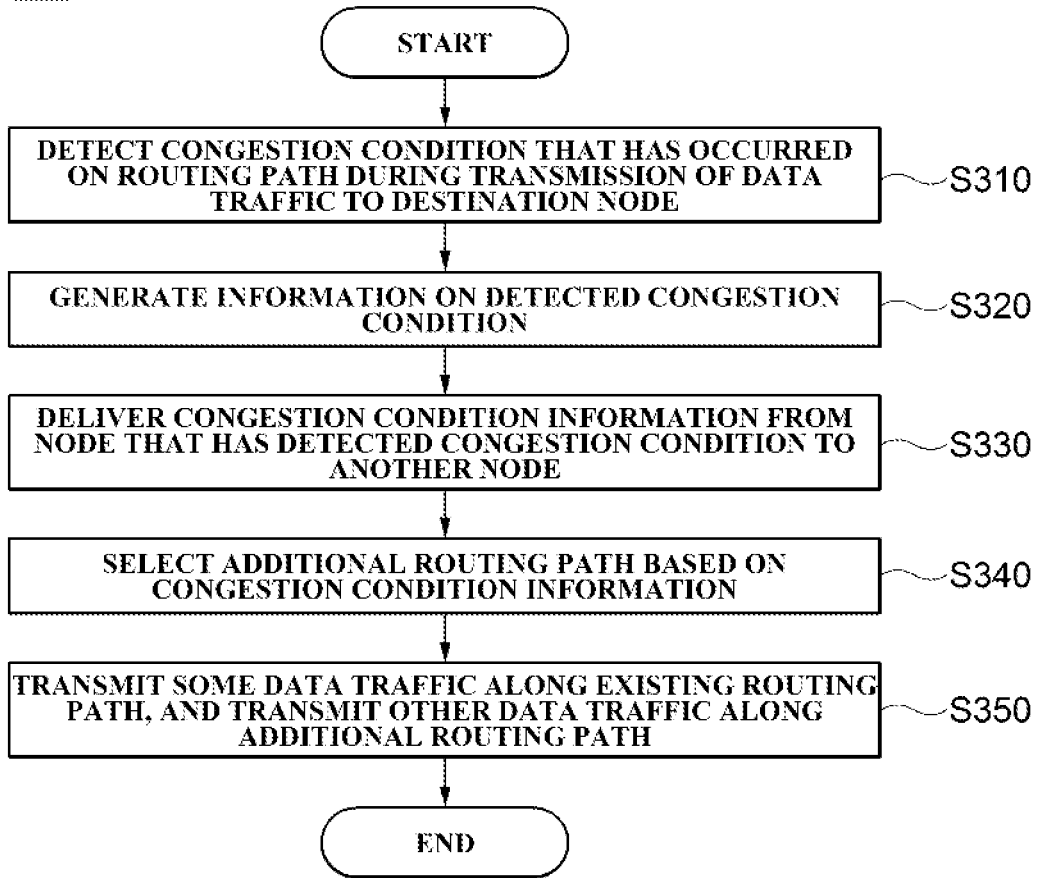 START
DETECT CONGESTION CONDITION THAT HAS OCCURRED
ON ROUTING PATH DURING TRANSMISSION OF DATA
TRAFFIC TO DESTINATION NODE
S310
GENERATE INFORMATION ON DETECTED CONGESTION
CONDITION
S320
DELIVER CONGESTION CONDITION INFORMATION FROM
NODE THAT HAS DETECTED CONGESTION CONDITION TO
ANOTHER NODE
S330
SELECT ADDITIONAL ROUTING PATH BASED ON
CONGESTION CONDITION INFORMATION
S340
TRANSMIT SOME DATA TRAFFIC ALONG EXISTING ROUTING
PATH, AND TRANSMIT OTHER DATA TRAFFIC ALONG
ADDITIONAL ROUTING PATH
S350
END